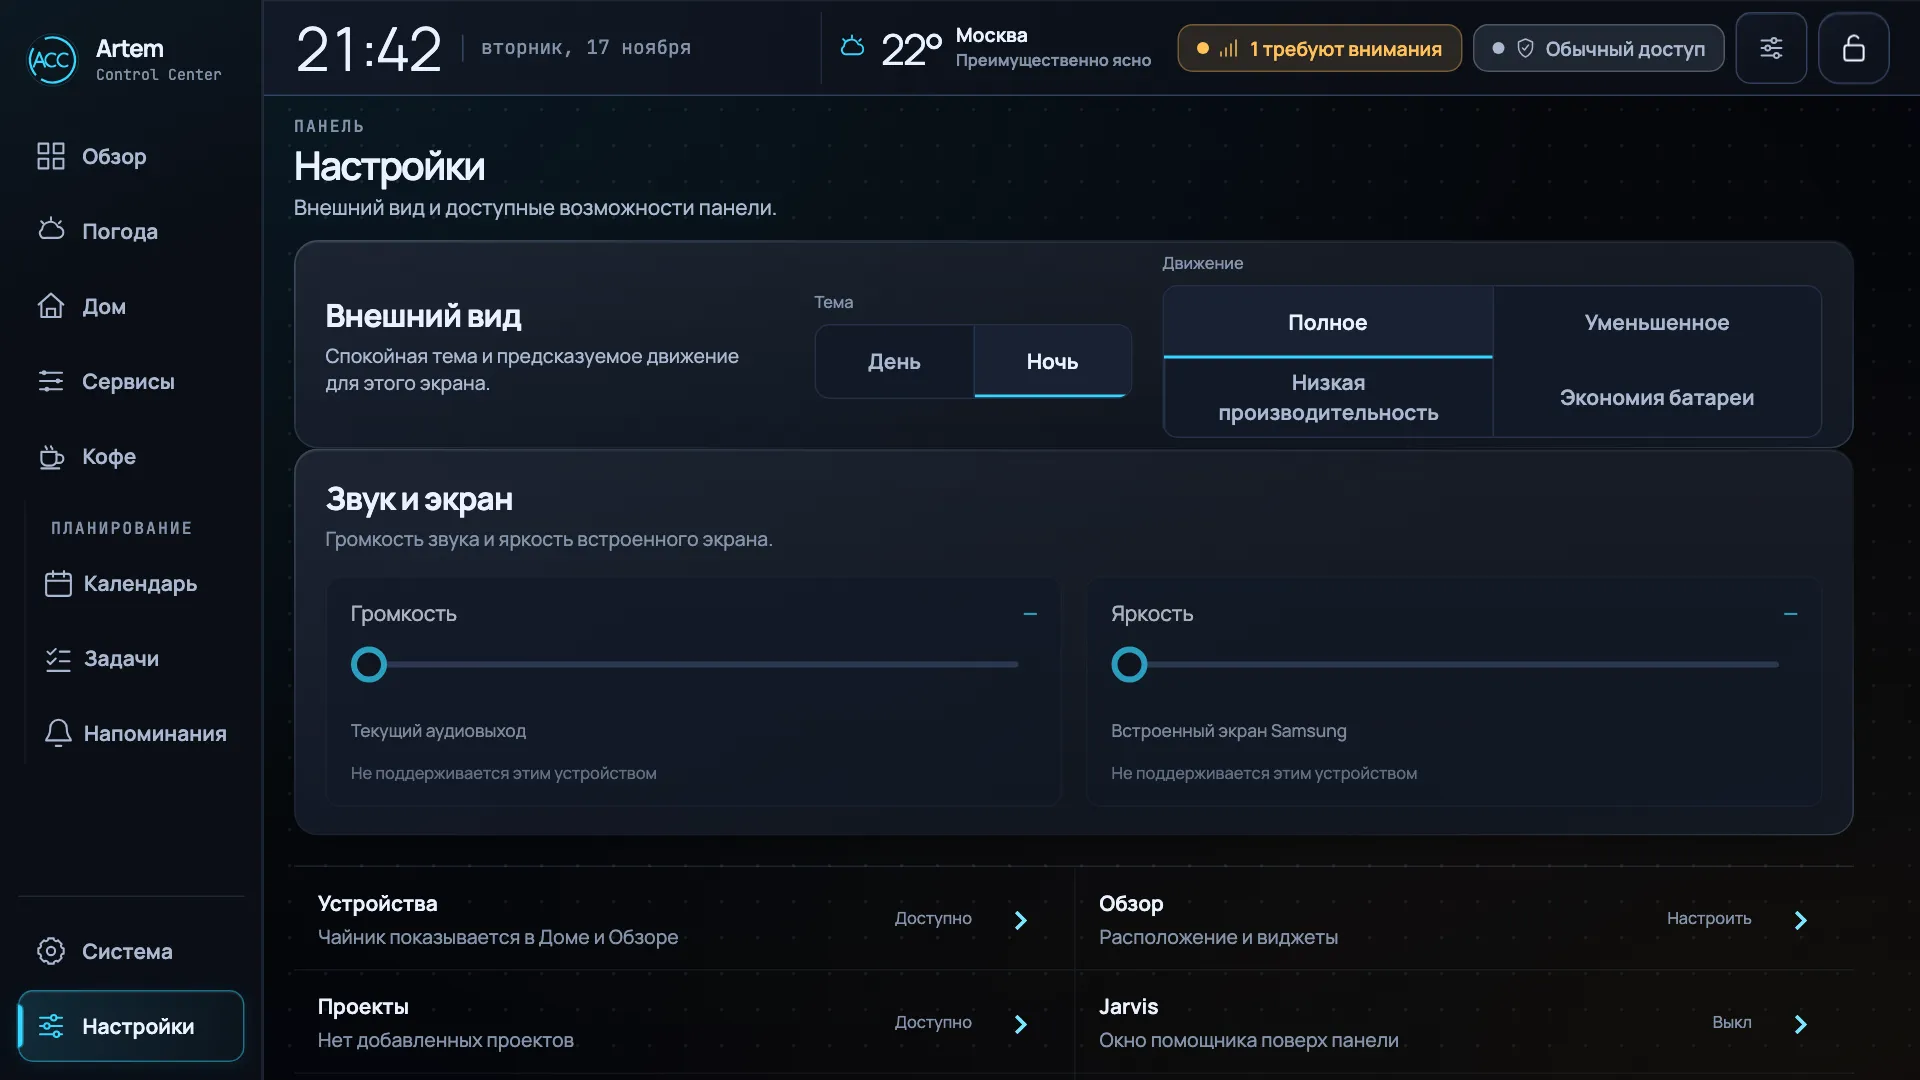 ACC
Artem
Control Center
Обзор
Погода
Дом
Сервисы
Кофе
ПЛАНИРОВАНИЕ
Календарь
Задачи
Напоминания
Система
Настройки
21:42
вторник, 17 ноября
22°
Москва
Преимущественно ясно
1 требуют внимания
Обычный доступ
ПАНЕЛЬ
Настройки
Внешний вид и доступные возможности панели.
Внешний вид
Спокойная тема и предсказуемое движение
для этого экрана.
Тема
День
Ночь
Движение
Полное
Уменьшенное
Низкая
производительность
Экономия батареи
Звук и экран
Громкость звука и яркость встроенного экрана.
Громкость
—
Текущий аудиовыход
Не поддерживается этим устройством
Яркость
—
Встроенный экран Samsung
Не поддерживается этим устройством
Устройства
Чайник показывается в Доме и Обзоре
Доступно
Обзор
Расположение и виджеты
Настроить
Проекты
Нет добавленных проектов
Доступно
Jarvis
Окно помощника поверх панели
Выкл